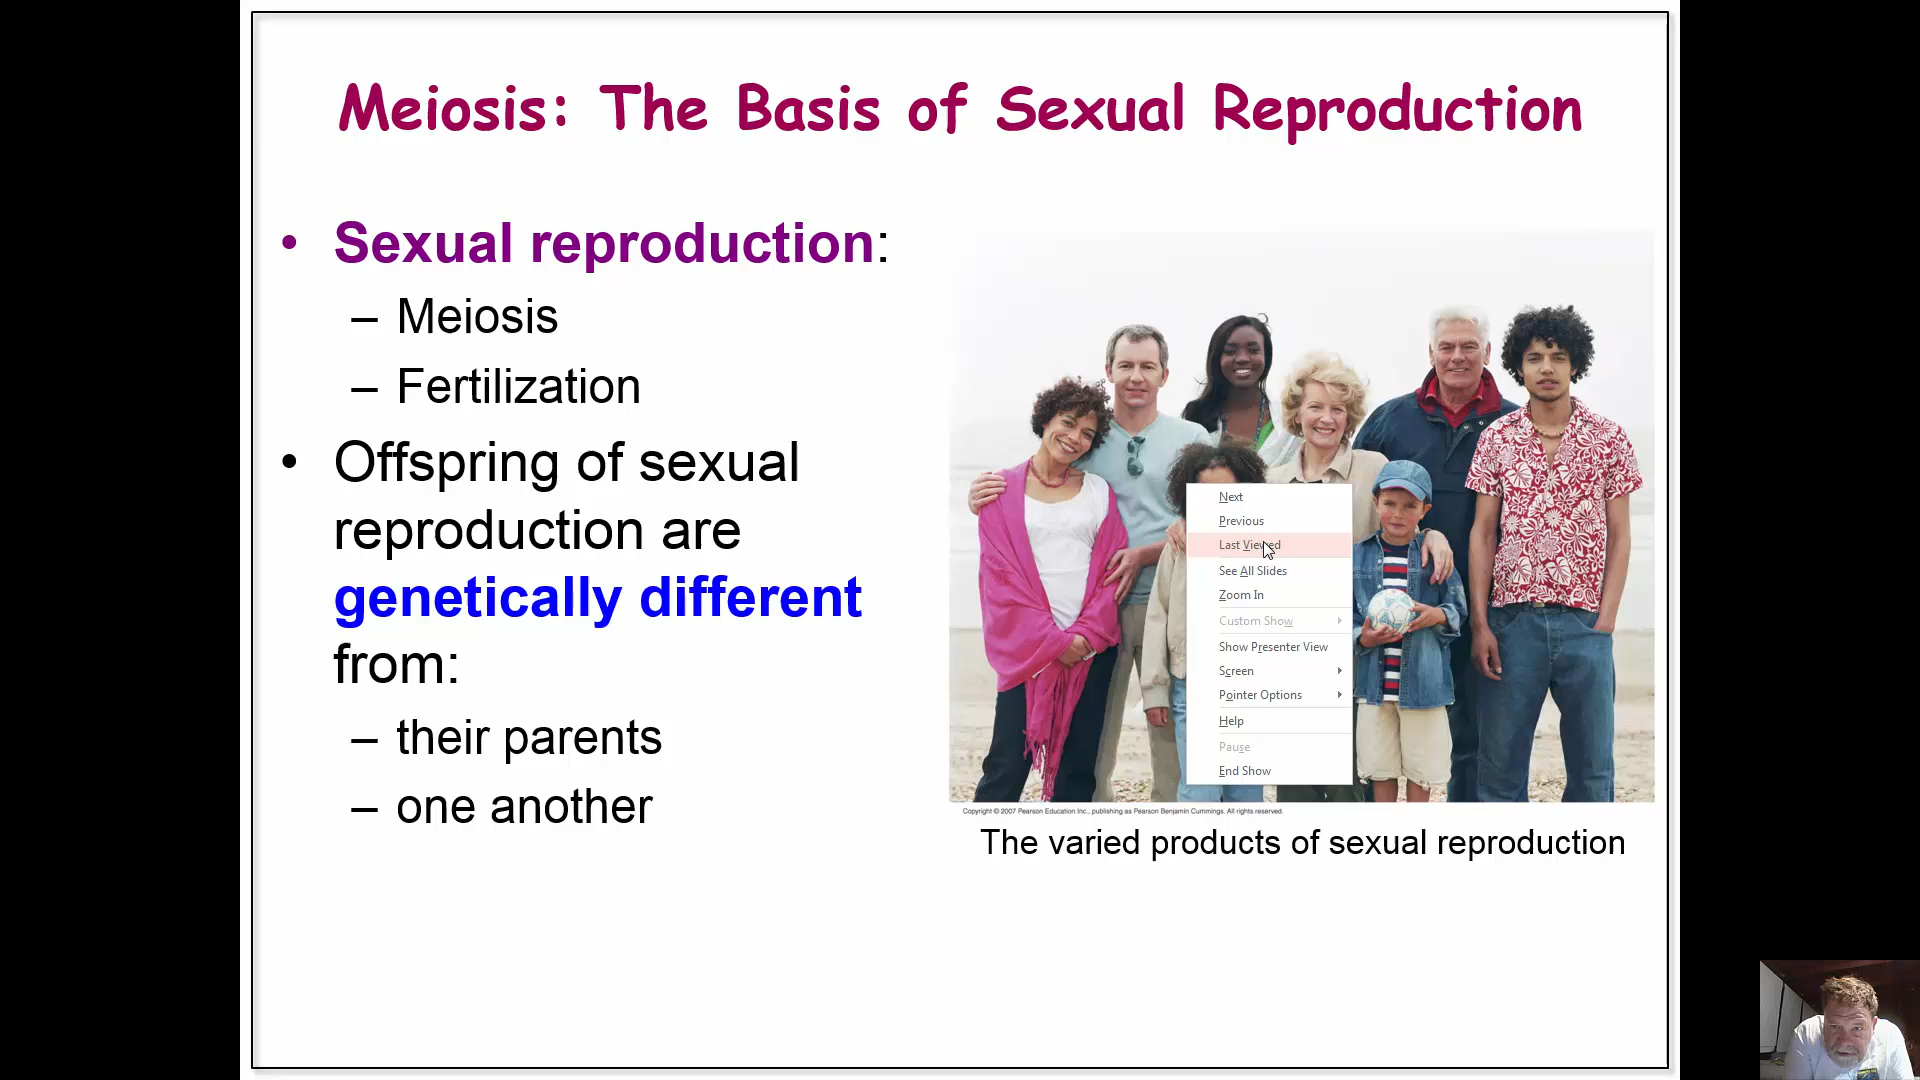 Meiosis: The Basis of Sexual Reproduction
• Sexual reproduction:
– Meiosis
– Fertilization
• Offspring of sexual
reproduction are
genetically different
from:
– their parents
– one another
Next
Previous
Last Viewed
See All Slides
Zoom In
Custom Show
Show Presenter View
Screen
Pointer Options
Help
Pause
End Show
Copyright © 2007 Pearson Education Inc., publishing as Pearson Benjamin Cummings. All rights reserved.
The varied products of sexual reproduction